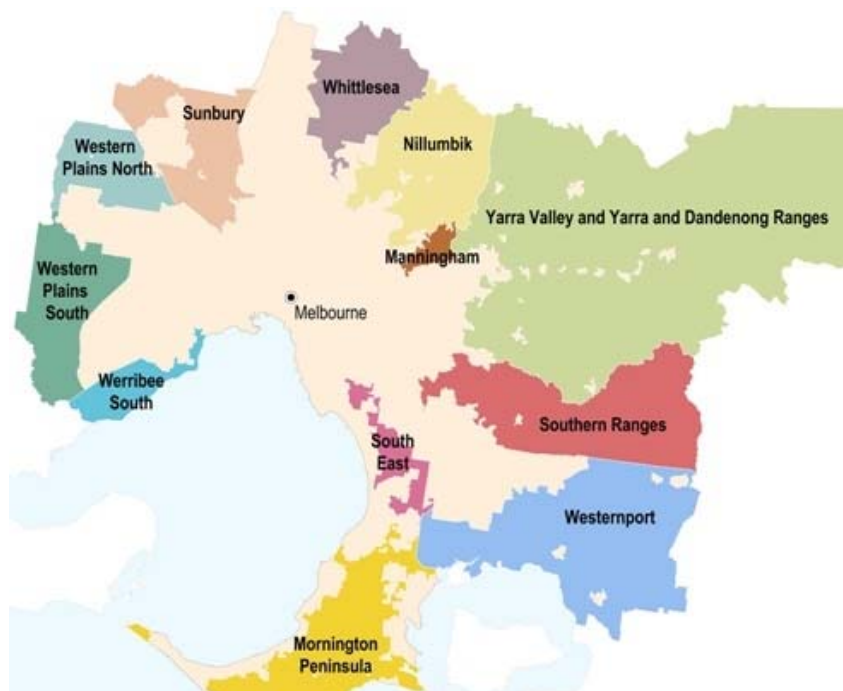 Whittlesea
Sunbury
Western
Plains North
Nillumbik
Yarra Valley and Yarra and Dandenong Ranges
Manningham
Western
Plains
South
Melbourne
Werribee
South
Southern Ranges
South
East
Westernport
Mornington
Peninsula